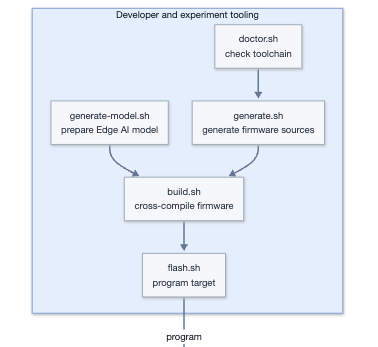 Developer and experiment tooling
doctor.sh
check toolchain
generate-model.sh
prepare Edge AI model
generate.sh
generate firmware sources
build.sh
cross-compile firmware
flash.sh
program target
program